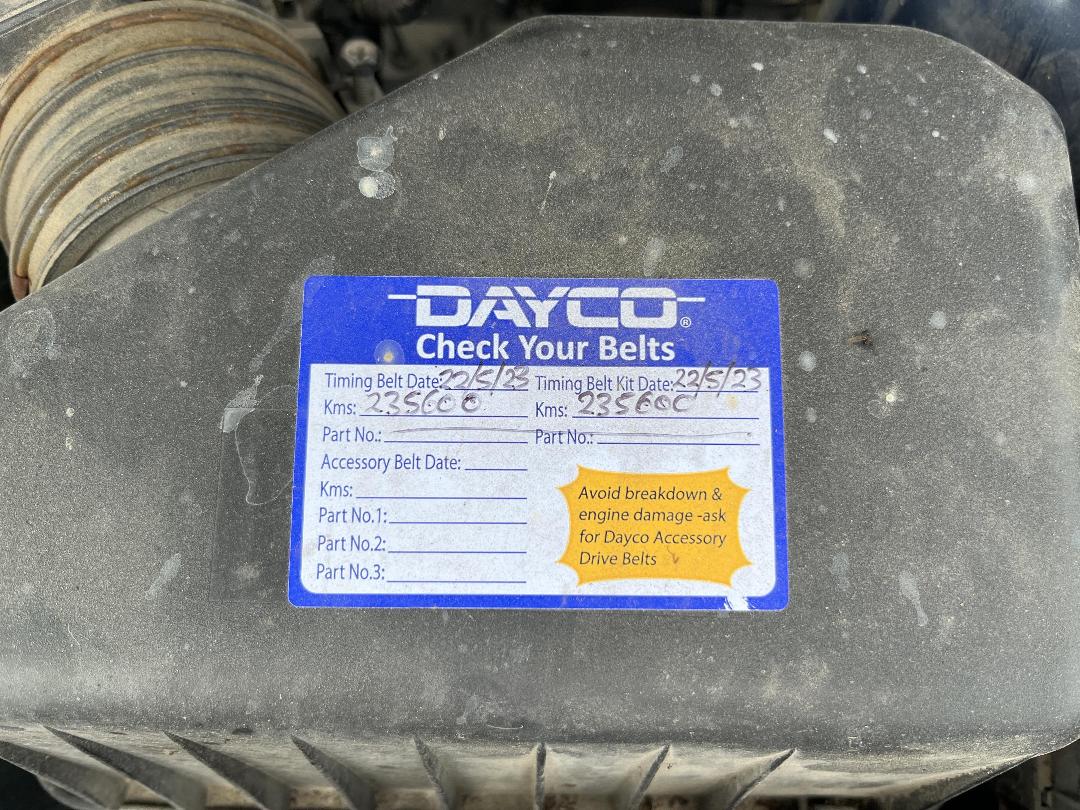 DAYCO®
Check Your Belts
Timing Belt Date: 22/5/23 Timing Belt Kit Date: 22/5/23
Kms: 235600 Kms: 235600
Part No.: Part No.:
Accessory Belt Date:
Kms:
Part No.1:
Part No.2:
Part No.3:
Avoid breakdown &
engine damage -ask
for Dayco Accessory
Drive Belts